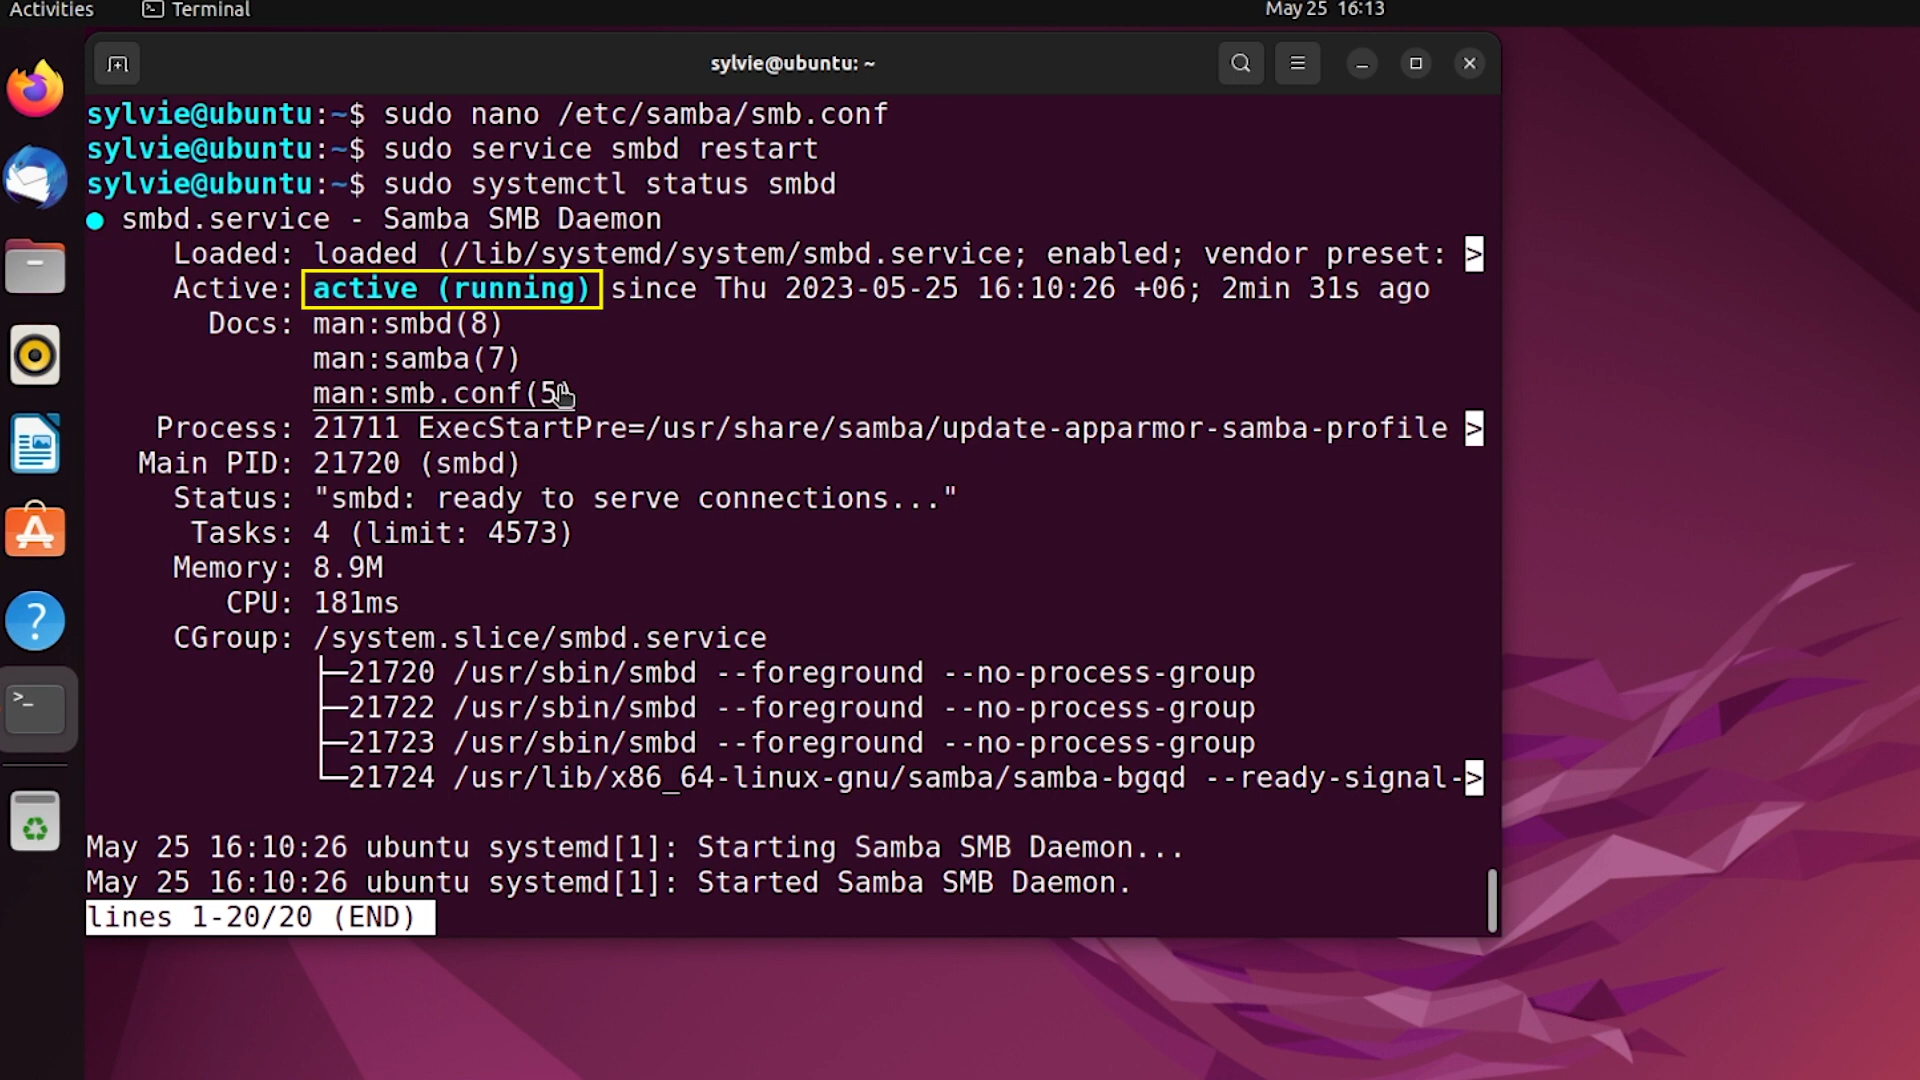 Activities Terminal May 25 16:13
sylvie@ubuntu: ~
sylvie@ubuntu:~$ sudo nano /etc/samba/smb.conf
sylvie@ubuntu:~$ sudo service smbd restart
sylvie@ubuntu:~$ sudo systemctl status smbd
● smbd.service - Samba SMB Daemon
Loaded: loaded (/lib/systemd/system/smbd.service; enabled; vendor preset: >
Active: active (running) since Thu 2023-05-25 16:10:26 +06; 2min 31s ago
Docs: man:smbd(8)
man:samba(7)
man:smb.conf(5
Process: 21711 ExecStartPre=/usr/share/samba/update-apparmor-samba-profile >
Main PID: 21720 (smbd)
Status: "smbd: ready to serve connections..."
Tasks: 4 (limit: 4573)
Memory: 8.9M
CPU: 181ms
CGroup: /system.slice/smbd.service
├─21720 /usr/sbin/smbd --foreground --no-process-group
├─21722 /usr/sbin/smbd --foreground --no-process-group
├─21723 /usr/sbin/smbd --foreground --no-process-group
└─21724 /usr/lib/x86_64-linux-gnu/samba/samba-bgqd --ready-signal->
May 25 16:10:26 ubuntu systemd[1]: Starting Samba SMB Daemon...
May 25 16:10:26 ubuntu systemd[1]: Started Samba SMB Daemon.
lines 1-20/20 (END)